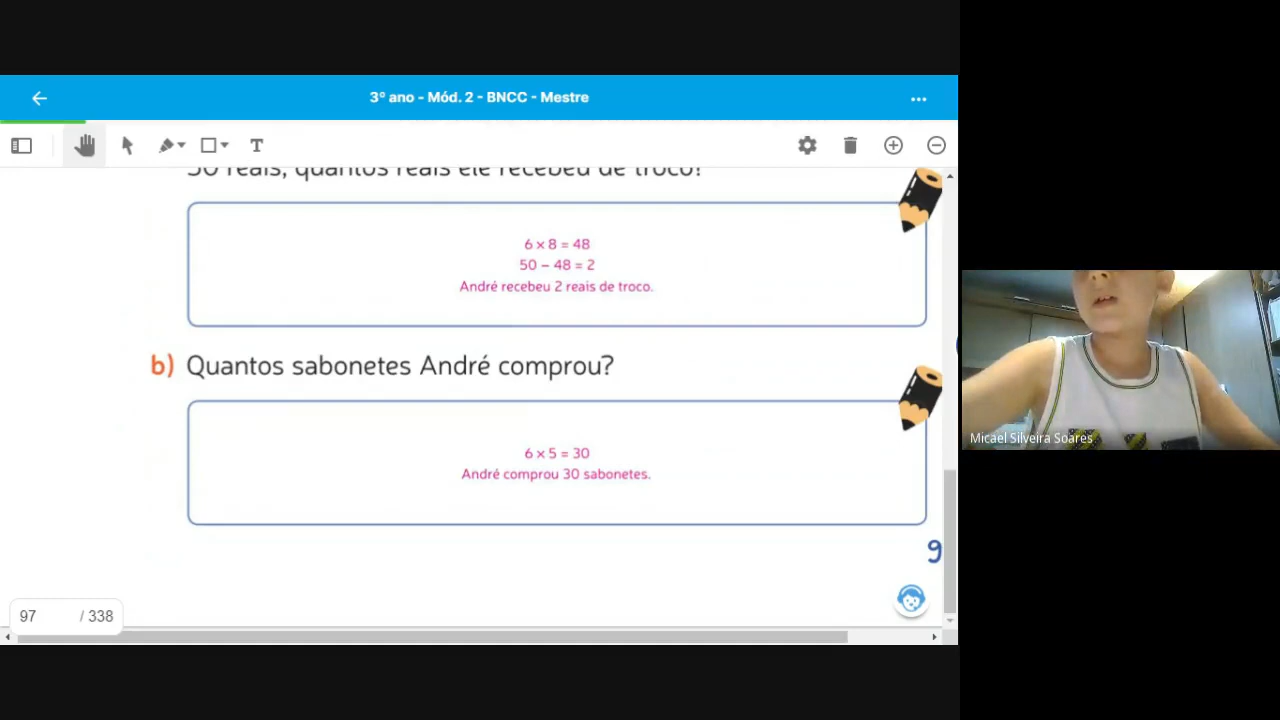 3º ano - Mód. 2 - BNCC - Mestre
T
50 reais, quantos reais ele recebeu de troco?
6 x 8 = 48
50 – 48 = 2
André recebeu 2 reais de troco.
b) Quantos sabonetes André comprou?
6 x 5 = 30
André comprou 30 sabonetes.
9
97 / 338
Micael Silveira Soares